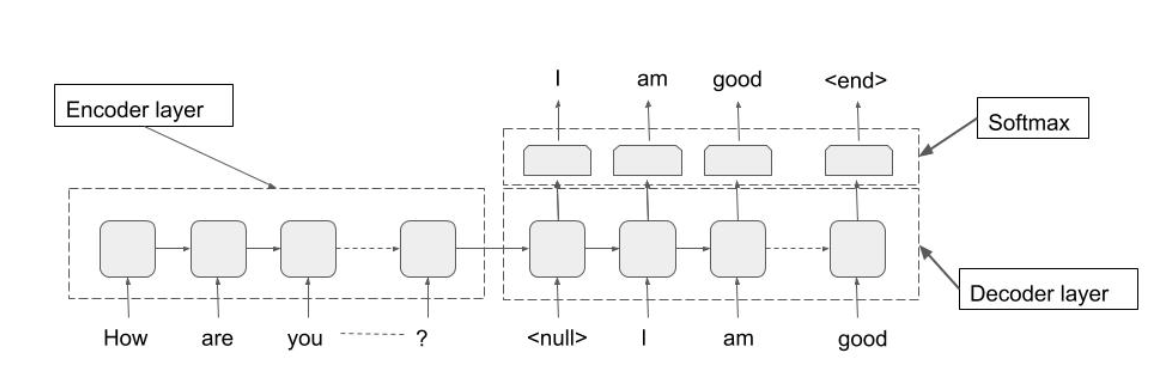 I am good <end>
Encoder layer
Softmax
Decoder layer
How are you ? <null> I am good